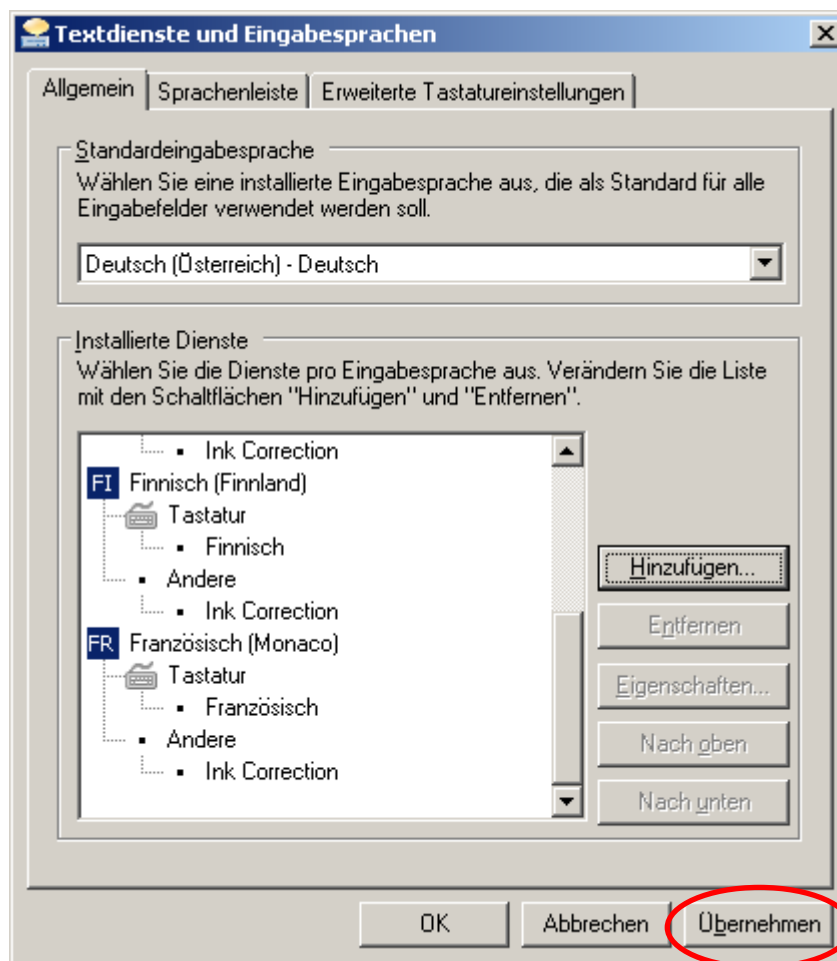 Textdienste und Eingabesprachen
Allgemein Sprachenleiste Erweiterte Tastatureinstellungen
Standardeingabesprache
Wählen Sie eine installierte Eingabesprache aus, die als Standard für alle
Eingabefelder verwendet werden soll.
Deutsch (Österreich) - Deutsch
Installierte Dienste
Wählen Sie die Dienste pro Eingabesprache aus. Verändern Sie die Liste
mit den Schaltflächen "Hinzufügen" und "Entfernen".
Ink Correction
FI Finnisch (Finnland)
Tastatur
Finnisch
Andere
Ink Correction
FR Französisch (Monaco)
Tastatur
Französisch
Andere
Ink Correction
Hinzufügen...
Entfernen
Eigenschaften...
Nach oben
Nach unten
OK Abbrechen Übernehmen